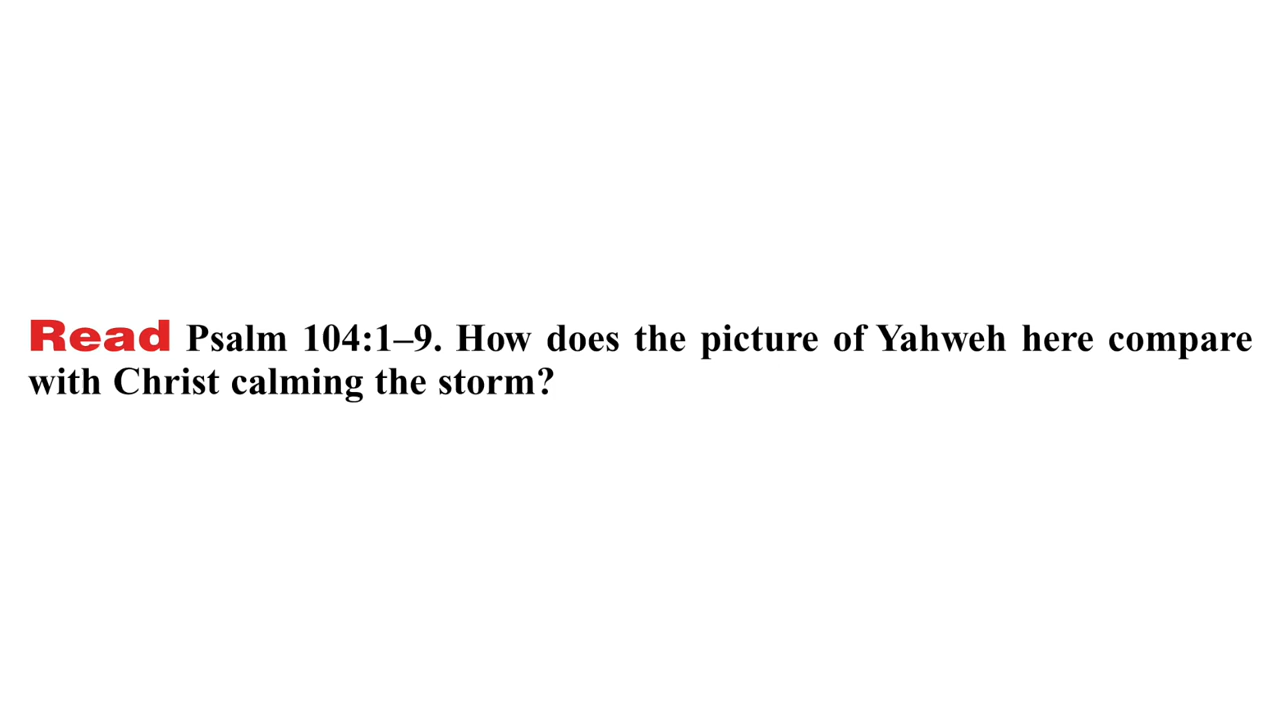 Read Psalm 104:1–9. How does the picture of Yahweh here compare
with Christ calming the storm?